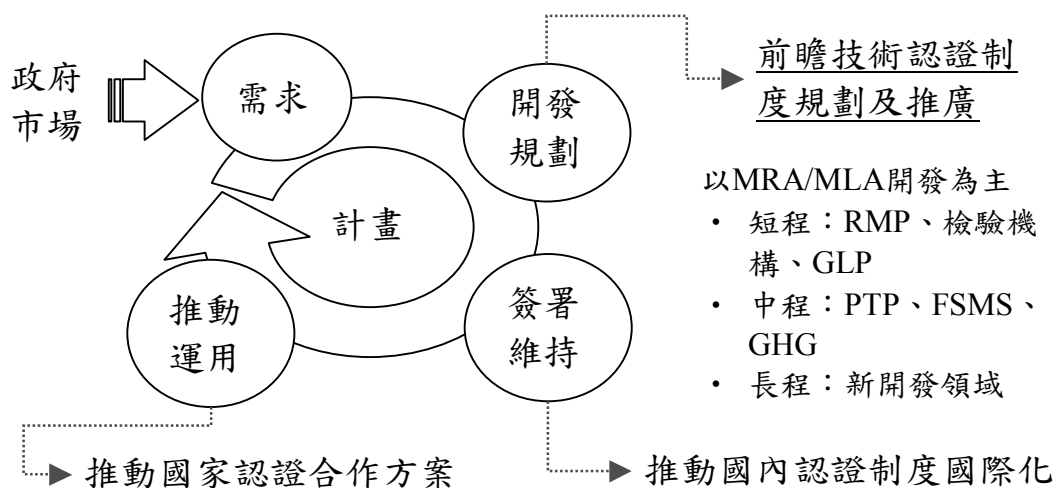 政府
市場
需求
開發
規劃
計畫
推動
運用
簽署
維持
前瞻技術認證制
度規劃及推廣
以MRA/MLA開發為主
· 短程：RMP、檢驗機
構、GLP
· 中程：PTP、FSMS、
GHG
· 長程：新開發領域
推動國家認證合作方案
推動國內認證制度國際化